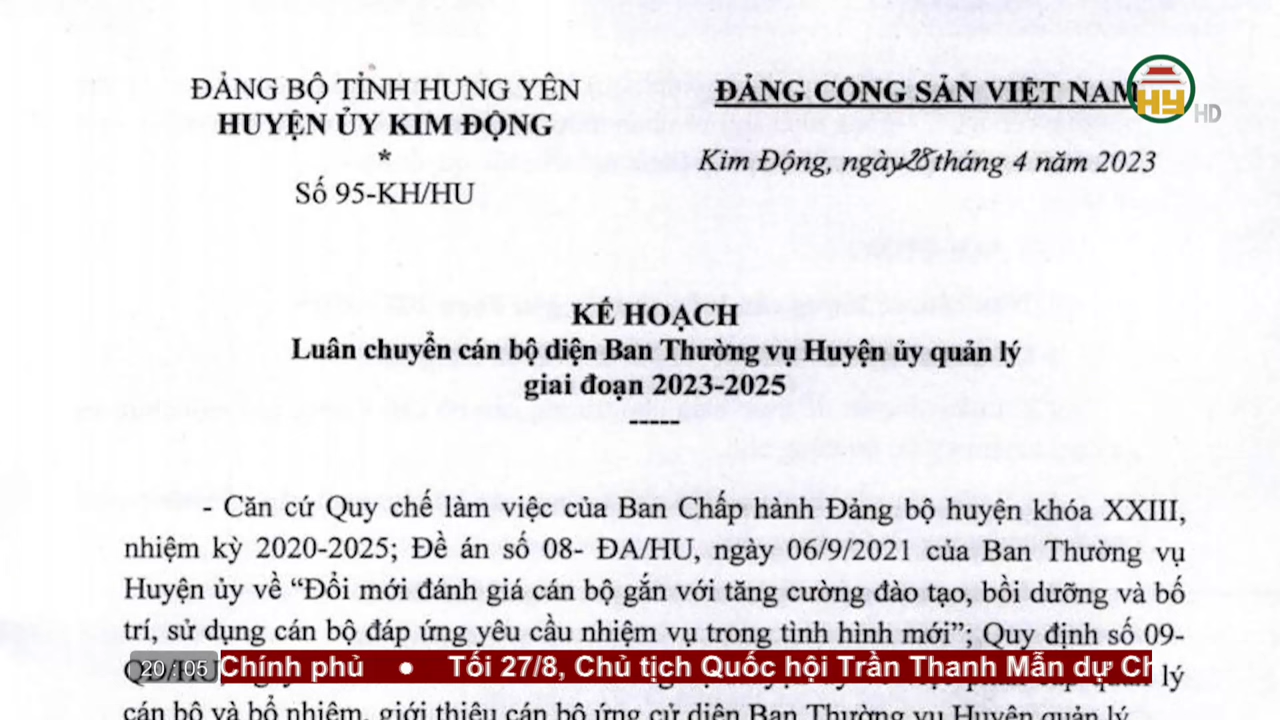 ĐẢNG BỘ TỈNH HƯNG YÊN
HUYỆN ỦY KIM ĐỘNG
*
Số 95-KH/HU
ĐẢNG CỘNG SẢN VIỆT NAM
HY HD
Kim Động, ngày 28 tháng 4 năm 2023
KẾ HOẠCH
Luân chuyển cán bộ diện Ban Thường vụ Huyện ủy quản lý
giai đoạn 2023-2025
-----
- Căn cứ Quy chế làm việc của Ban Chấp hành Đảng bộ huyện khóa XXIII,
nhiệm kỳ 2020-2025; Đề án số 08- ĐA/HU, ngày 06/9/2021 của Ban Thường vụ
Huyện ủy về “Đổi mới đánh giá cán bộ gắn với tăng cường đào tạo, bồi dưỡng và bố
trí, sử dụng cán bộ đáp ứng yêu cầu nhiệm vụ trong tình hình mới”; Quy định số 09-
lý
20 : 05 Chính phủ ● Tối 27/8, Chủ tịch Quốc hội Trần Thanh Mẫn dự Ch
cán bộ và bổ nhiệm, giới thiệu cán bộ ứng cử diện Ban Thường vụ Huyện quản lý